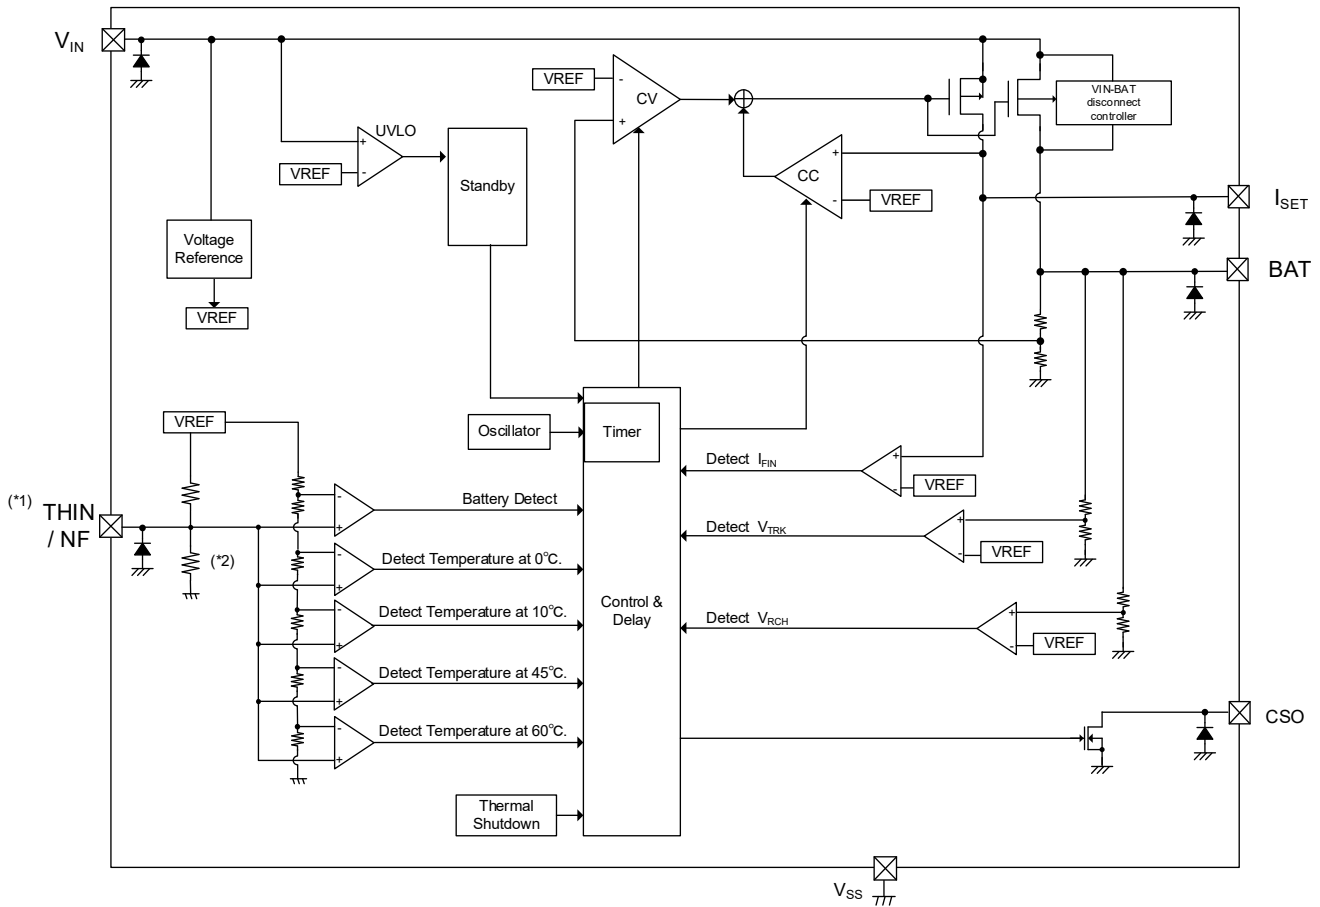 VIN
VREF
-
CV
+
VIN-BAT
disconnect
controller
UVLO
+
-
VREF
Standby
+
CC
-
VREF
ISET
Voltage
Reference
VREF
BAT
VREF
Oscillator
Timer
Detect IFIN
+
-
VREF
(*1)
THIN
/ NF
(*2)
-
+
Battery Detect
Detect VTRK
+
-
VREF
-
+
Detect Temperature at 0°C.
-
+
Detect Temperature at 10°C.
Control &
Delay
Detect VRCH
+
-
VREF
-
+
Detect Temperature at 45°C.
-
+
Detect Temperature at 60°C.
CSO
Thermal
Shutdown
VSS